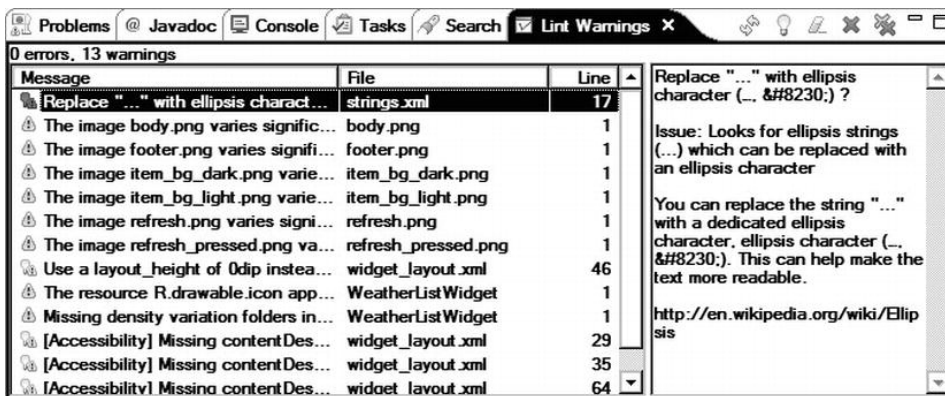 Problems @ Javadoc Console Tasks Search Lint Warnings X
0 errors, 13 warnings
Message File Line
Replace "..." with ellipsis charact... strings.xml 17
The image body.png varies signific... body.png 1
The image footer.png varies signifi... footer.png 1
The image item_bg_dark.png varie... item_bg_dark.png 1
The image item_bg_light.png varie... item_bg_light.png 1
The image refresh.png varies signi... refresh.png 1
The image refresh_pressed.png va... refresh_pressed.png 1
Use a layout_height of 0dip instea... widget_layout.xml 46
The resource R.drawable.icon app... WeatherListWidget 1
Missing density variation folders in... WeatherListWidget 1
[Accessibility] Missing contentDes... widget_layout.xml 29
[Accessibility] Missing contentDes... widget_layout.xml 35
[Accessibility] Missing contentDes... widget_layout.xml 64
Replace "..." with ellipsis
character (…, &#8230;) ?
Issue: Looks for ellipsis strings
(...) which can be replaced with
an ellipsis character
You can replace the string "..."
with a dedicated ellipsis
character, ellipsis character (…,
&#8230;). This can help make the
text more readable.
http://en.wikipedia.org/wiki/Ellip
sis